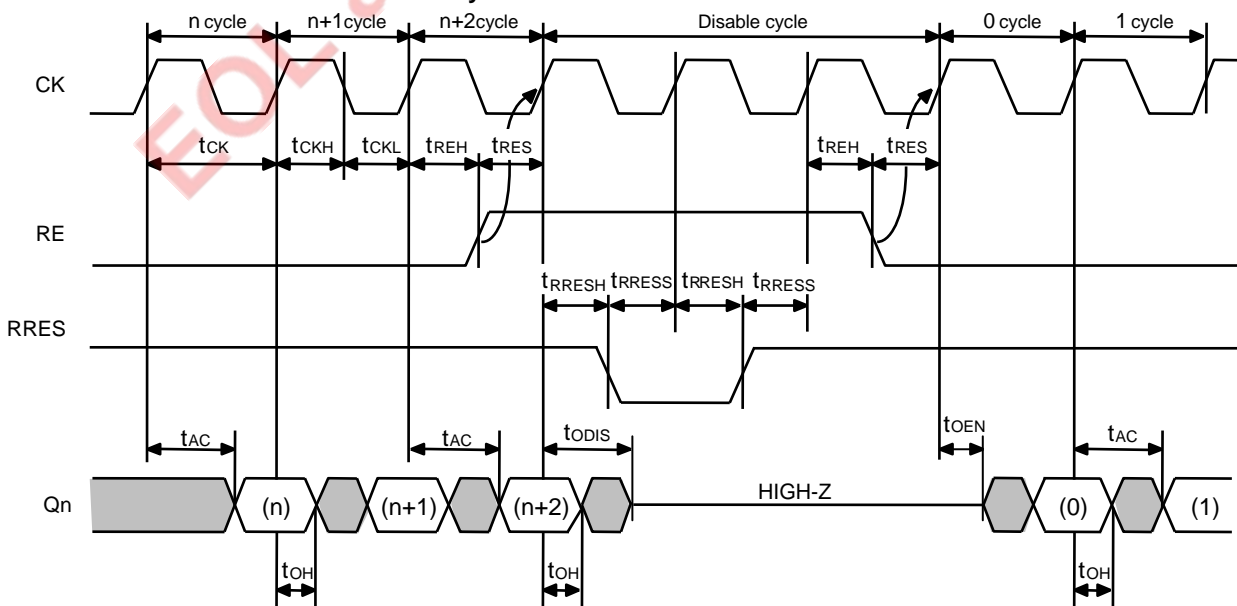 n cycle n+1cycle n+2cycle Disable cycle 0 cycle 1 cycle
CK
tCK tCKH tCKL tREH tRES tREH tRES
RE
tRRESH tRRESS tRRESH tRRESS
RRES
tAC tAC tODIS tOEN tAC
Qn (n) (n+1) (n+2) HIGH-Z (0) (1)
tOH tOH tOH
EOL